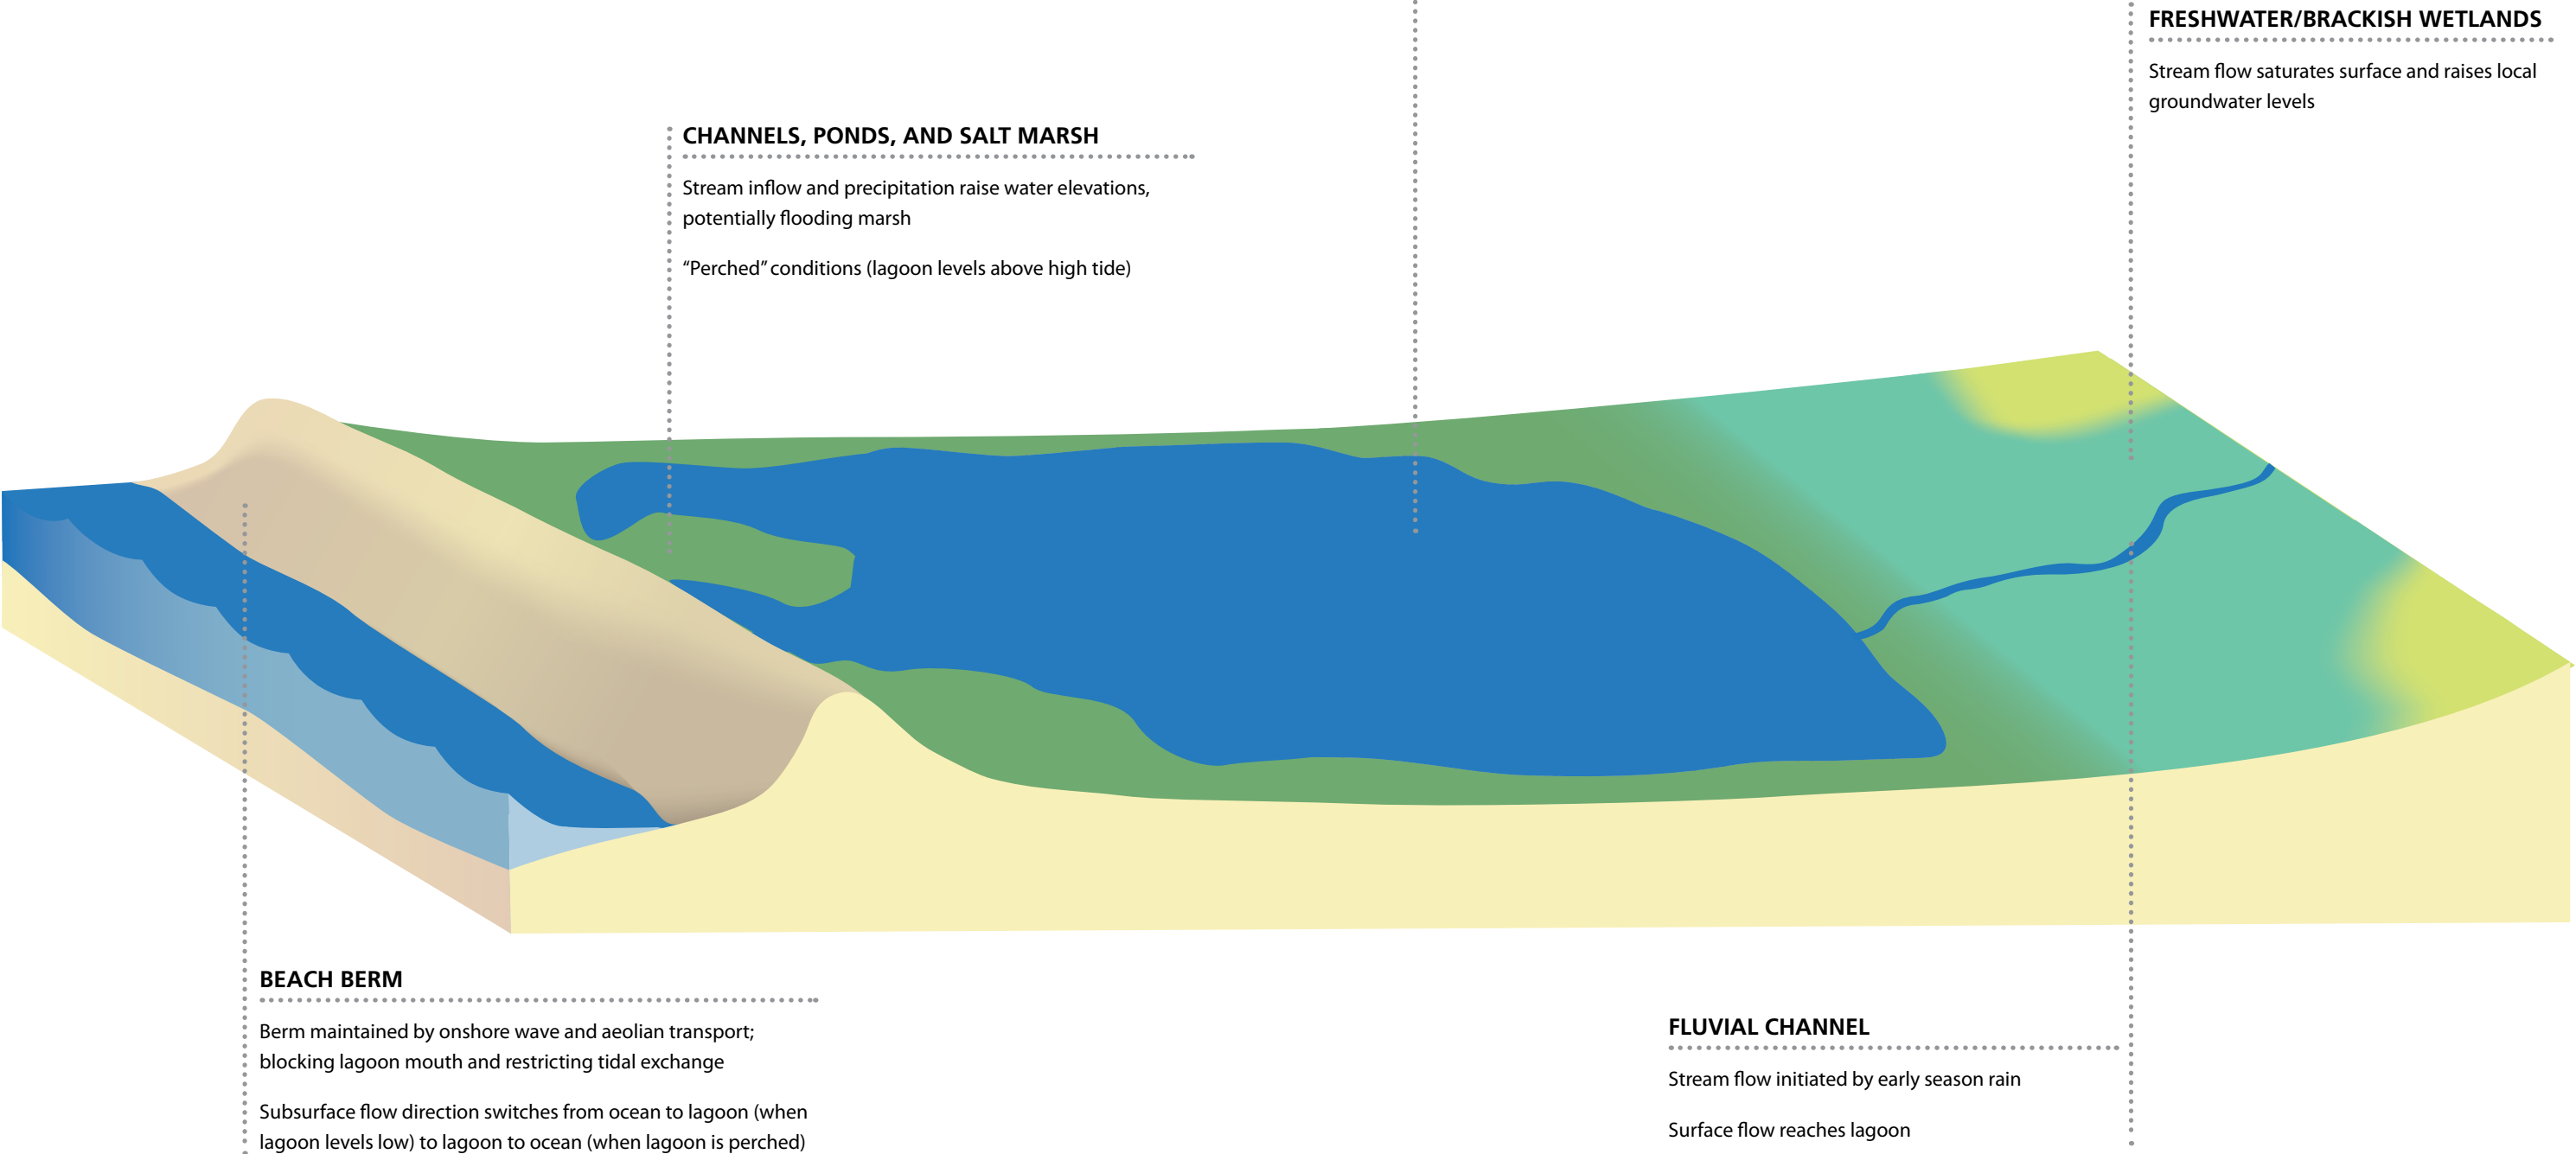 FRESHWATER/BRACKISH WETLANDS
Stream flow saturates surface and raises local
groundwater levels
CHANNELS, PONDS, AND SALT MARSH
Stream inflow and precipitation raise water elevations,
potentially flooding marsh
“Perched” conditions (lagoon levels above high tide)
BEACH BERM
Berm maintained by onshore wave and aeolian transport;
blocking lagoon mouth and restricting tidal exchange
Subsurface flow direction switches from ocean to lagoon (when
lagoon levels low) to lagoon to ocean (when lagoon is perched)
FLUVIAL CHANNEL
Stream flow initiated by early season rain
Surface flow reaches lagoon